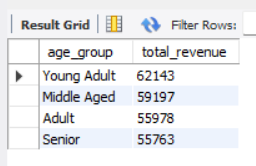 Result Grid Filter Rows:
age_group total_revenue
Young Adult 62143
Middle Aged 59197
Adult 55978
Senior 55763